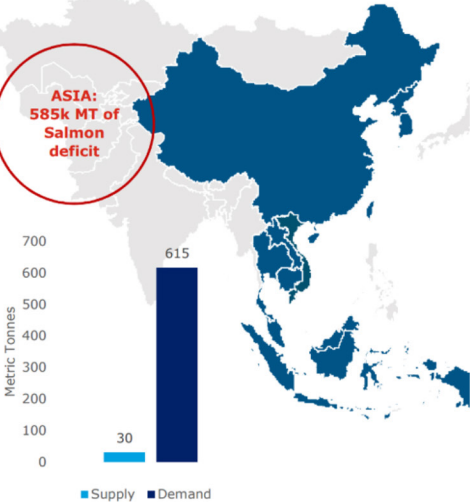 ASIA:
585k MT of
Salmon
deficit
700
600
500
400
300
200
100
0
Metric Tonnes
615
30
Supply
Demand